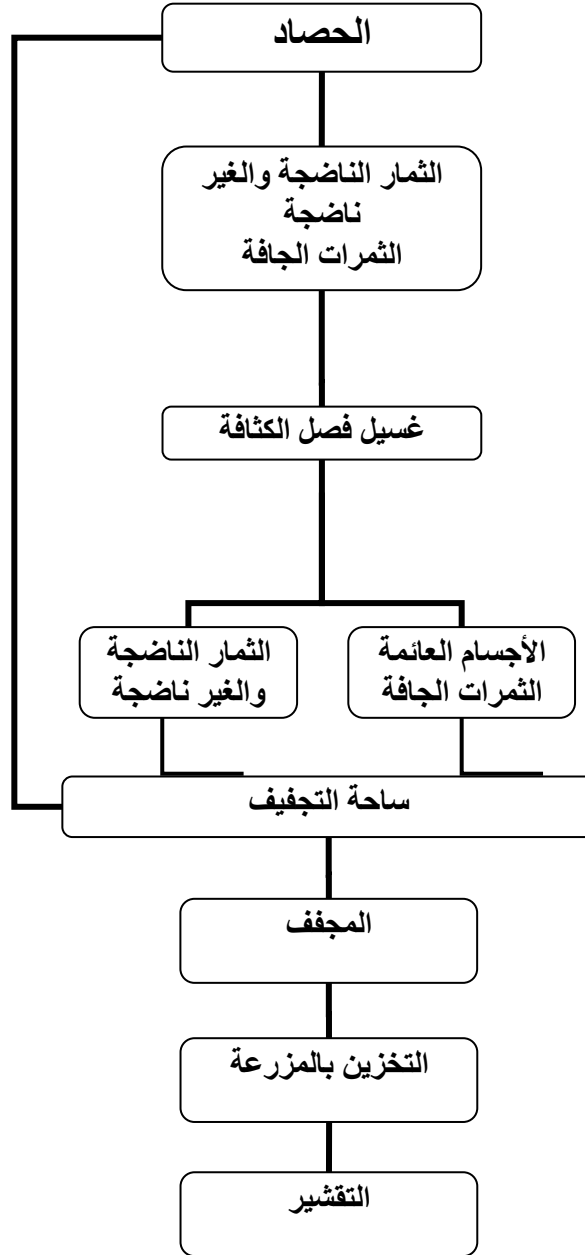 الحصاد
الثمار الناضجة والغير
ناضجة
الثمرات الجافة
غسيل فصل الكثافة
الثمار الناضجة
والغير ناضجة
الأجسام العائمة
الثمرات الجافة
ساحة التجفيف
المجفف
التخزين بالمزرعة
التقشير